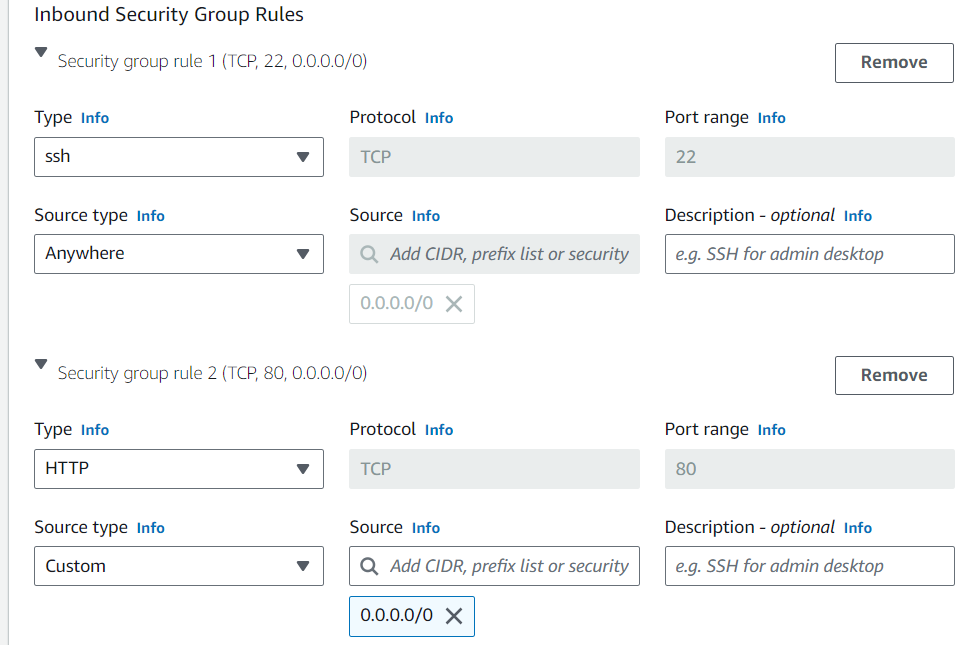 Inbound Security Group Rules
Security group rule 1 (TCP, 22, 0.0.0.0/0)
Remove
Type Info
Protocol Info
Port range Info
ssh
TCP
22
Source type Info
Source Info
Description - optional Info
Anywhere
Add CIDR, prefix list or security
e.g. SSH for admin desktop
0.0.0.0/0
Security group rule 2 (TCP, 80, 0.0.0.0/0)
Remove
Type Info
Protocol Info
Port range Info
HTTP
TCP
80
Source type Info
Source Info
Description - optional Info
Custom
Add CIDR, prefix list or security
e.g. SSH for admin desktop
0.0.0.0/0